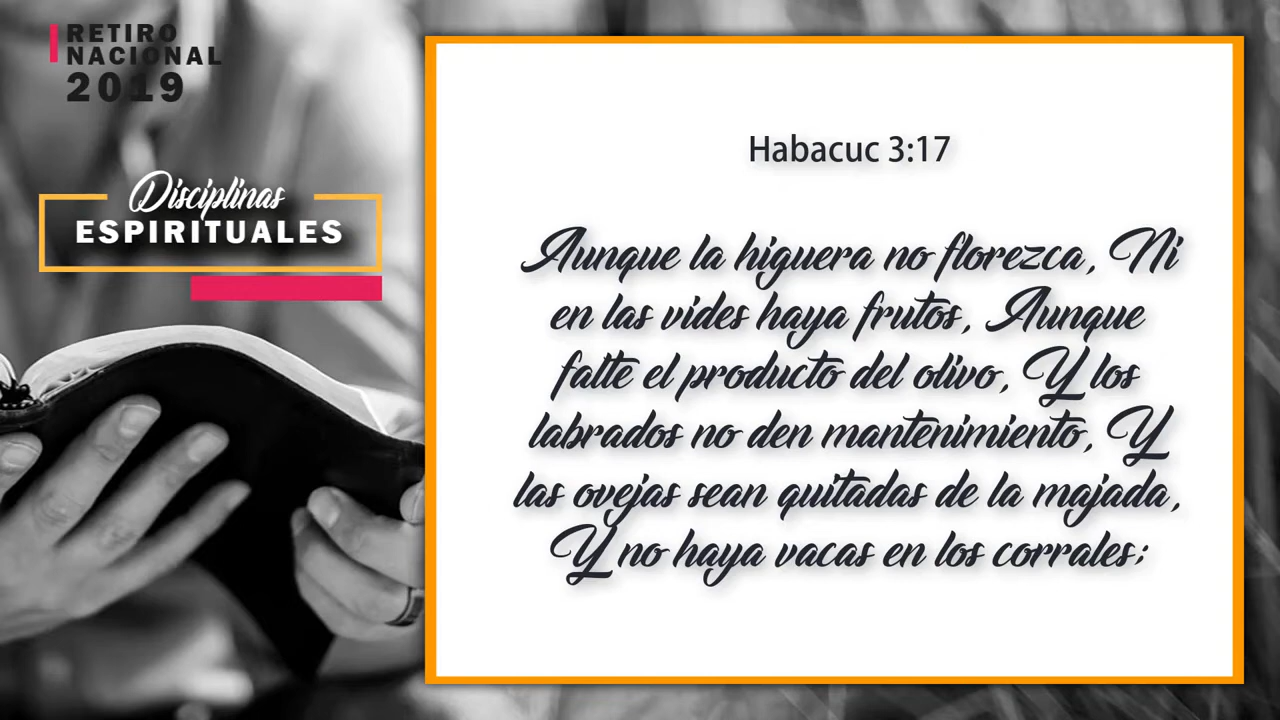 RETIRO
NACIONAL
2019
Disciplinas
ESPIRITUALES
Habacuc 3:17
Aunque la higuera no florezca, Ni
en las vides haya frutos, Aunque
falte el producto del olivo, Y los
labrados no den mantenimiento, Y
las ovejas sean quitadas de la majada,
Y no haya vacas en los corrales;